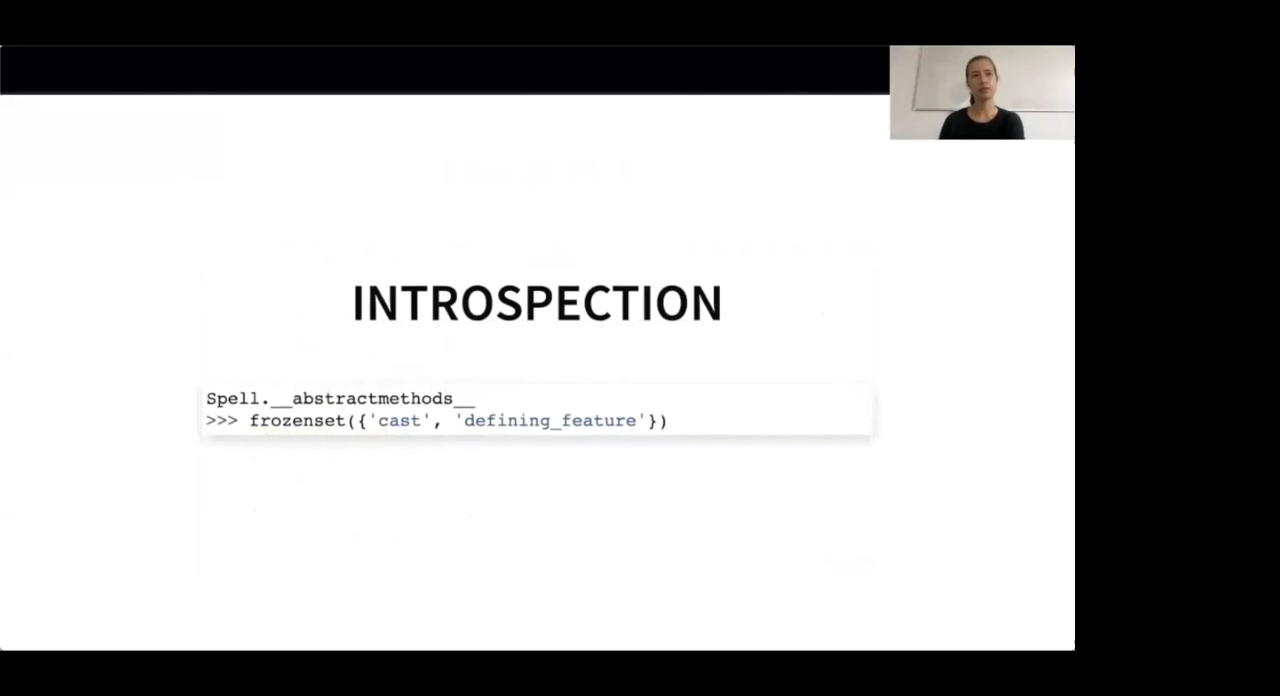 INTROSPECTION
Spell.__abstractmethods__
>>> frozenset({'cast', 'defining_feature'})